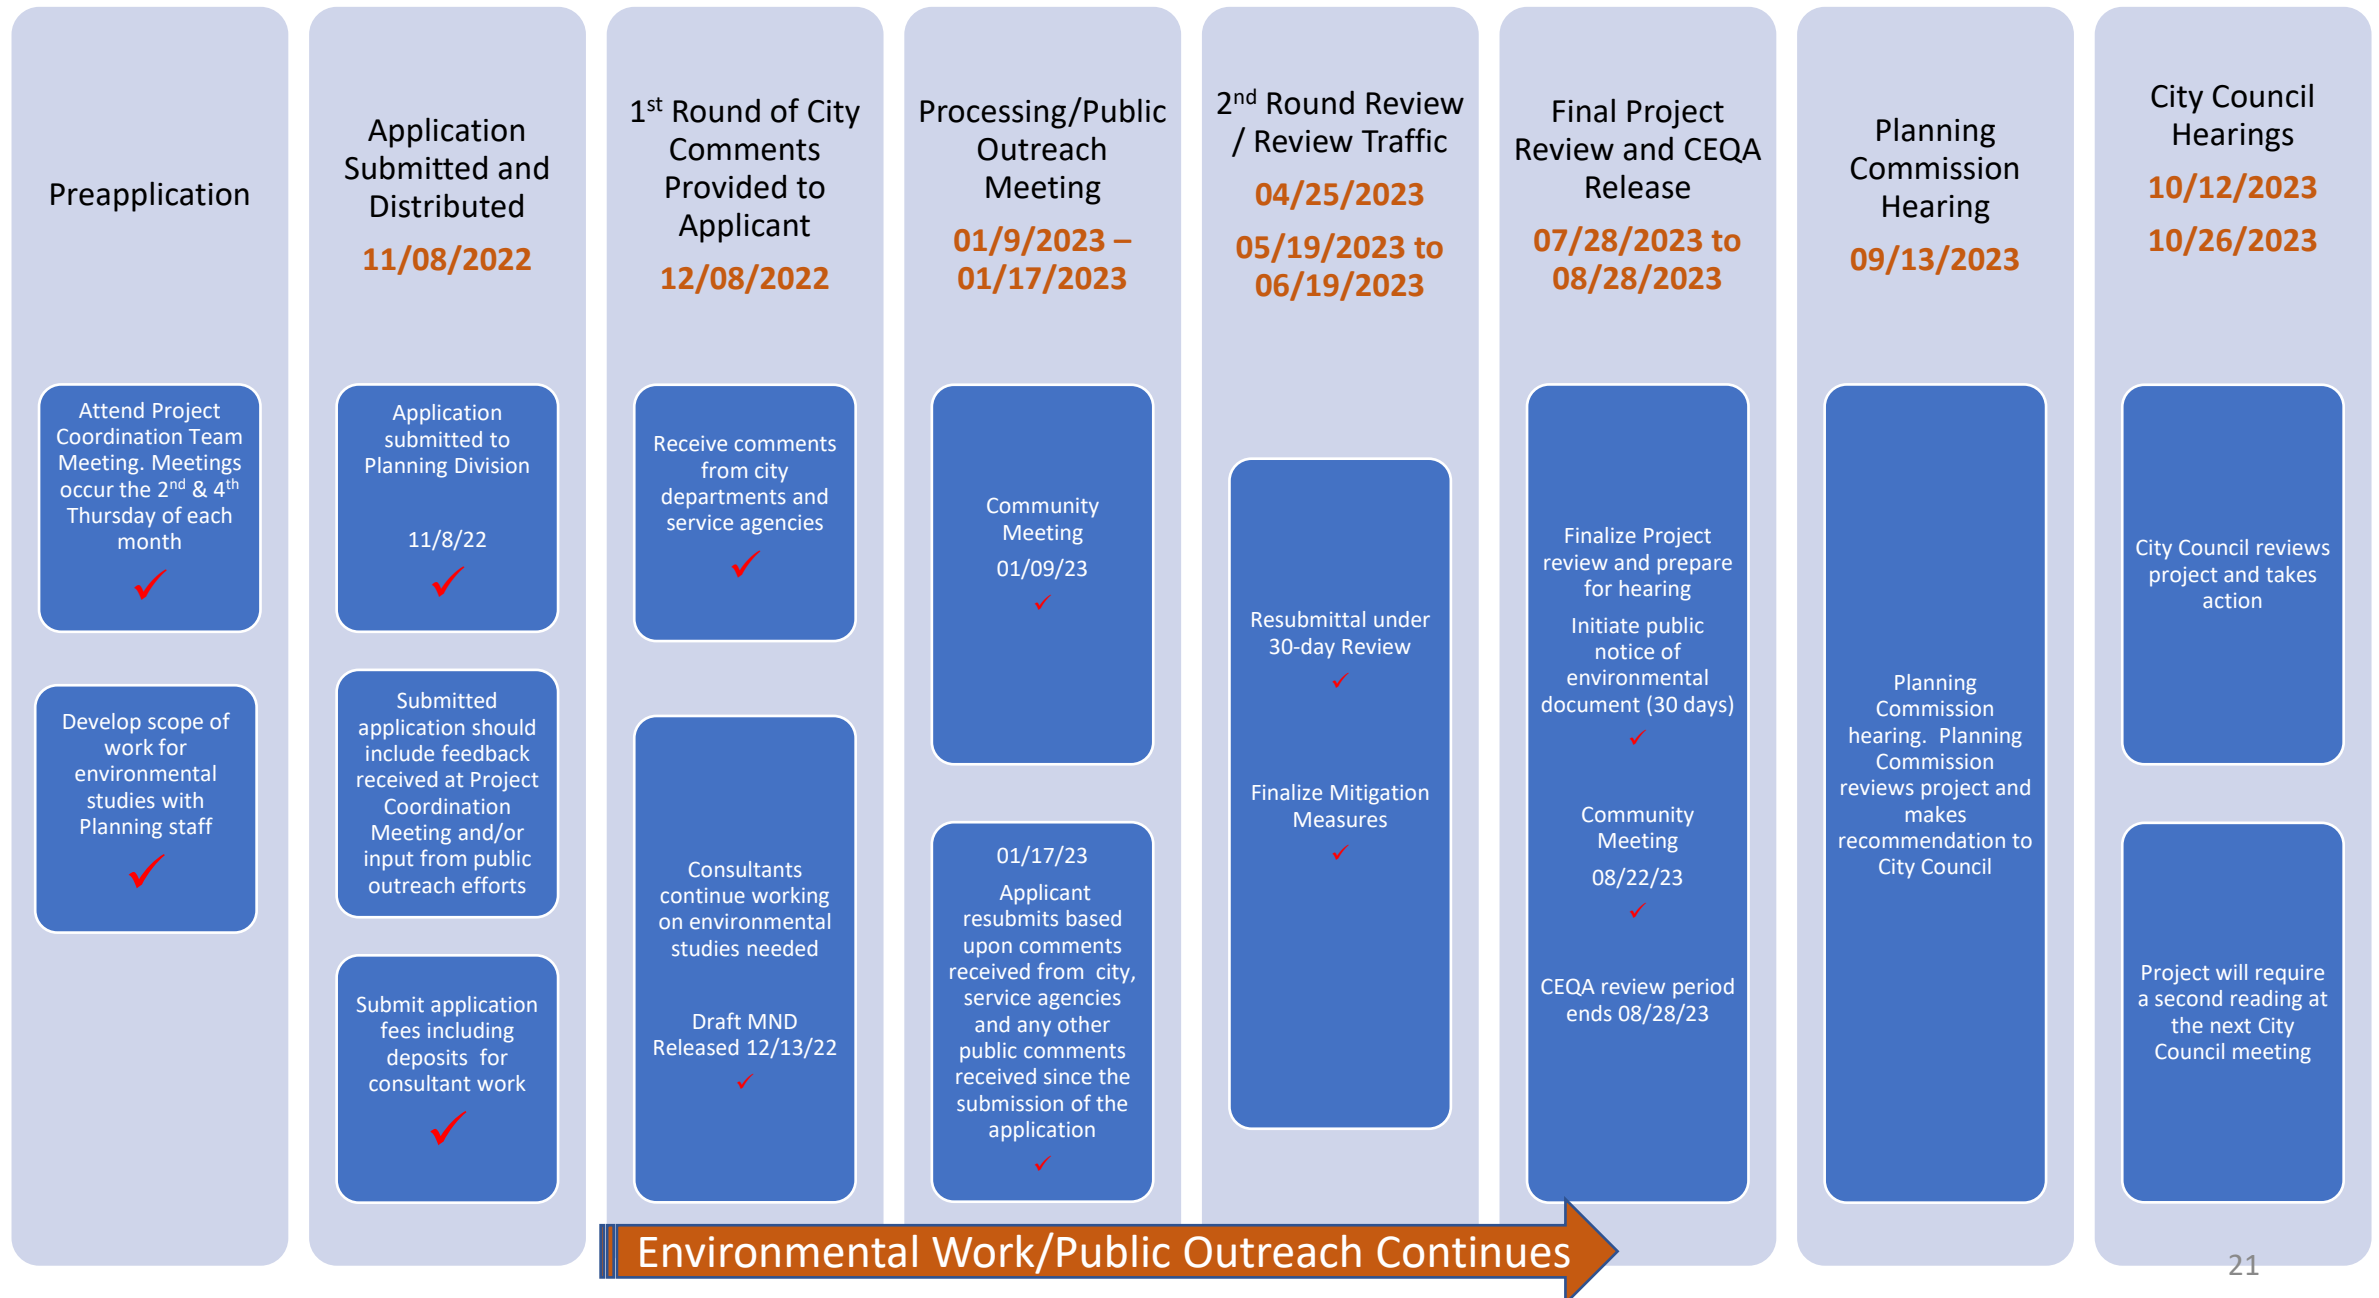 Preapplication
Attend Project
Coordination Team
Meeting. Meetings
occur the 2nd & 4th
Thursday of each
month
✓
Develop scope of
work for
environmental
studies with
Planning staff
✓
Application
Submitted and
Distributed
11/08/2022
Application
submitted to
Planning Division
11/8/22
✓
Submitted
application should
include feedback
received at Project
Coordination
Meeting and/or
input from public
outreach efforts
Submit application
fees including
deposits for
consultant work
✓
1st Round of City
Comments
Provided to
Applicant
12/08/2022
Receive comments
from city
departments and
service agencies
✓
Consultants
continue working
on environmental
studies needed
Draft MND
Released 12/13/22
✓
Processing/Public
Outreach
Meeting
01/9/2023 –
01/17/2023
Community
Meeting
01/09/23
✓
01/17/23
Applicant
resubmits based
upon comments
received from city,
service agencies
and any other
public comments
received since the
submission of the
application
✓
2nd Round Review
/ Review Traffic
04/25/2023
05/19/2023 to
06/19/2023
Resubmittal under
30-day Review
✓
Finalize Mitigation
Measures
✓
Final Project
Review and CEQA
Release
07/28/2023 to
08/28/2023
Finalize Project
review and prepare
for hearing
Initiate public
notice of
environmental
document (30 days)
✓
Community
Meeting
08/22/23
✓
CEQA review period
ends 08/28/23
Planning
Commission
Hearing
09/13/2023
Planning
Commission
hearing. Planning
Commission
reviews project and
makes
recommendation to
City Council
City Council
Hearings
10/12/2023
10/26/2023
City Council reviews
project and takes
action
Project will require
a second reading at
the next City
Council meeting
Environmental Work/Public Outreach Continues
21